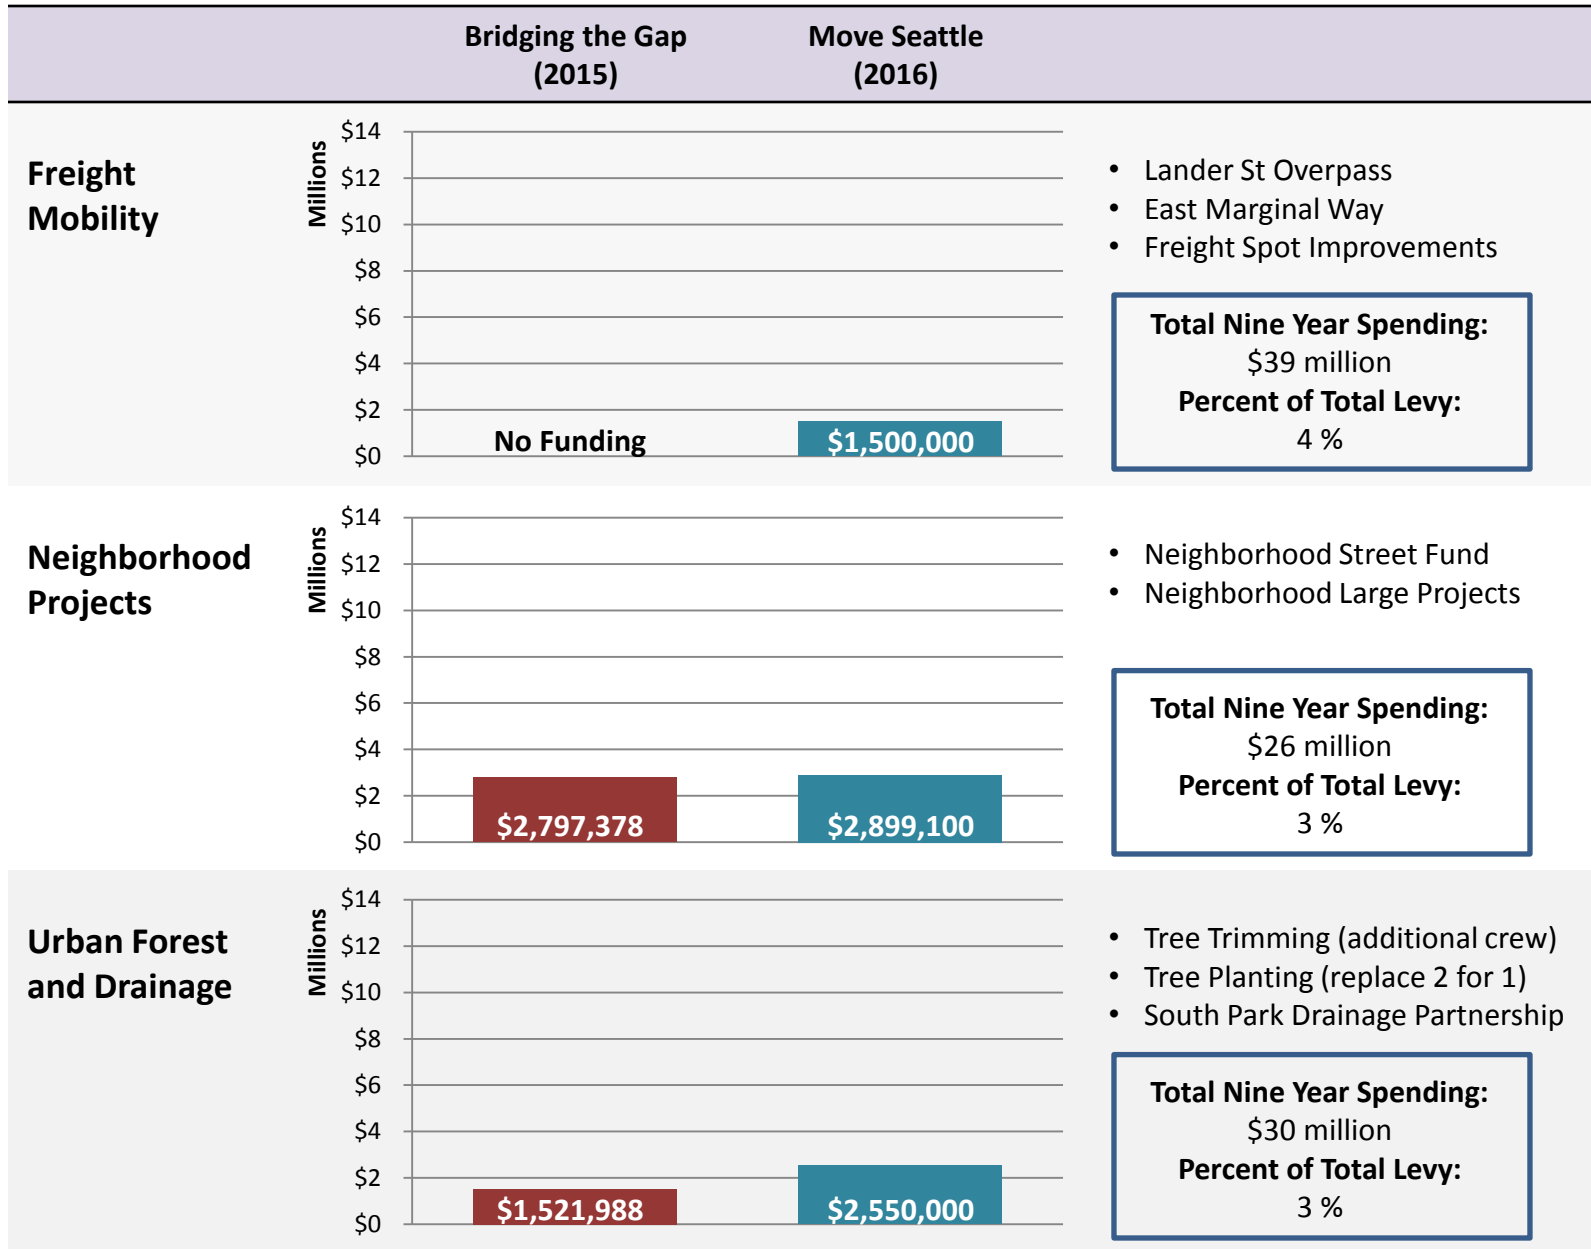 Bridging the Gap
(2015)
Move Seattle
(2016)
Freight
Mobility
Millions
$14
$12
$10
$8
$6
$4
$2
$0
No Funding
$1,500,000
• Lander St Overpass
• East Marginal Way
• Freight Spot Improvements
Total Nine Year Spending:
$39 million
Percent of Total Levy:
4 %
Neighborhood
Projects
Millions
$14
$12
$10
$8
$6
$4
$2
$0
$2,797,378
$2,899,100
• Neighborhood Street Fund
• Neighborhood Large Projects
Total Nine Year Spending:
$26 million
Percent of Total Levy:
3 %
Urban Forest
and Drainage
Millions
$14
$12
$10
$8
$6
$4
$2
$0
$1,521,988
$2,550,000
• Tree Trimming (additional crew)
• Tree Planting (replace 2 for 1)
• South Park Drainage Partnership
Total Nine Year Spending:
$30 million
Percent of Total Levy:
3 %